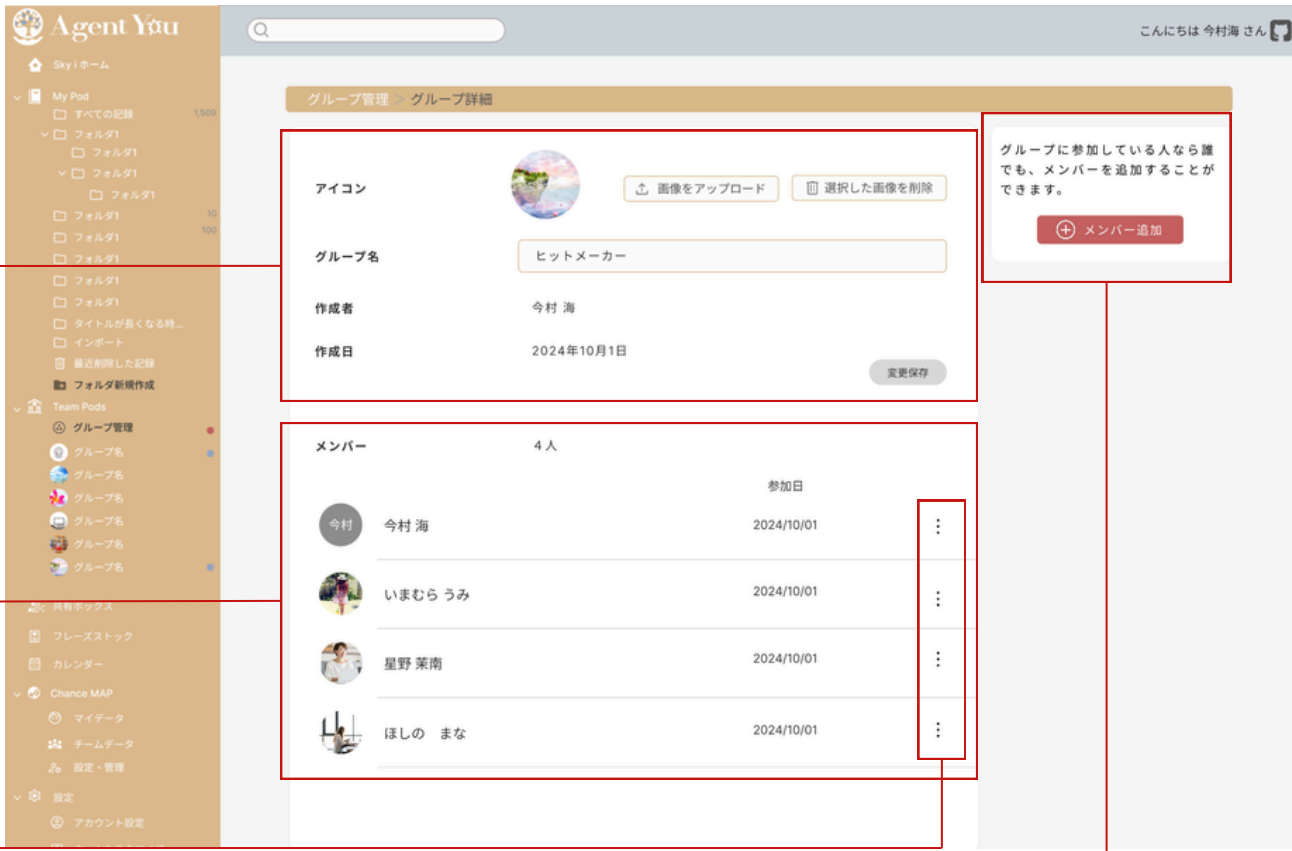 Agent You
こんにちは 今村海 さん
Sky i ホーム
My Pod
すべての記録 1,509
フォルダ1
フォルダ1
フォルダ1
フォルダ1
フォルダ1 10
フォルダ1 100
フォルダ1
フォルダ1
フォルダ1
タイトルが長くなる時...
インポート
最近削除した記録
フォルダ新規作成
Team Pods
グループ管理
グループ名
グループ名
グループ名
グループ名
グループ名
グループ名
共有ボックス
フレーズストック
カレンダー
Chance MAP
マイデータ
チームデータ
設定・管理
設定
アカウント設定
グループ管理 > グループ詳細
アイコン
画像をアップロード
選択した画像を削除
グループ名
ヒットメーカー
作成者
今村 海
作成日
2024年10月1日
変更保存
メンバー
4人
参加日
今村
今村 海
2024/10/01
いまむら うみ
2024/10/01
星野 茉南
2024/10/01
ほしの まな
2024/10/01
グループに参加している人なら誰
でも、メンバーを追加することが
できます。
メンバー追加